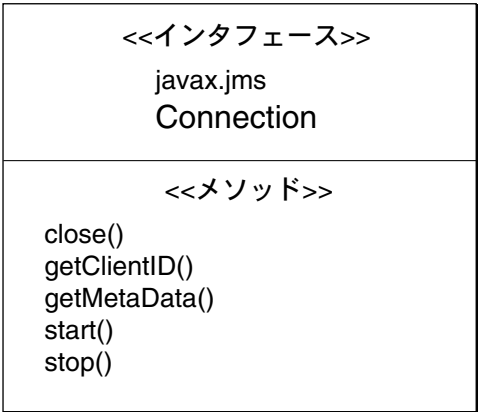 <<インタフェース>>
javax.jms
Connection
<<メソッド>>
close()
getClientID()
getMetaData()
start()
stop()